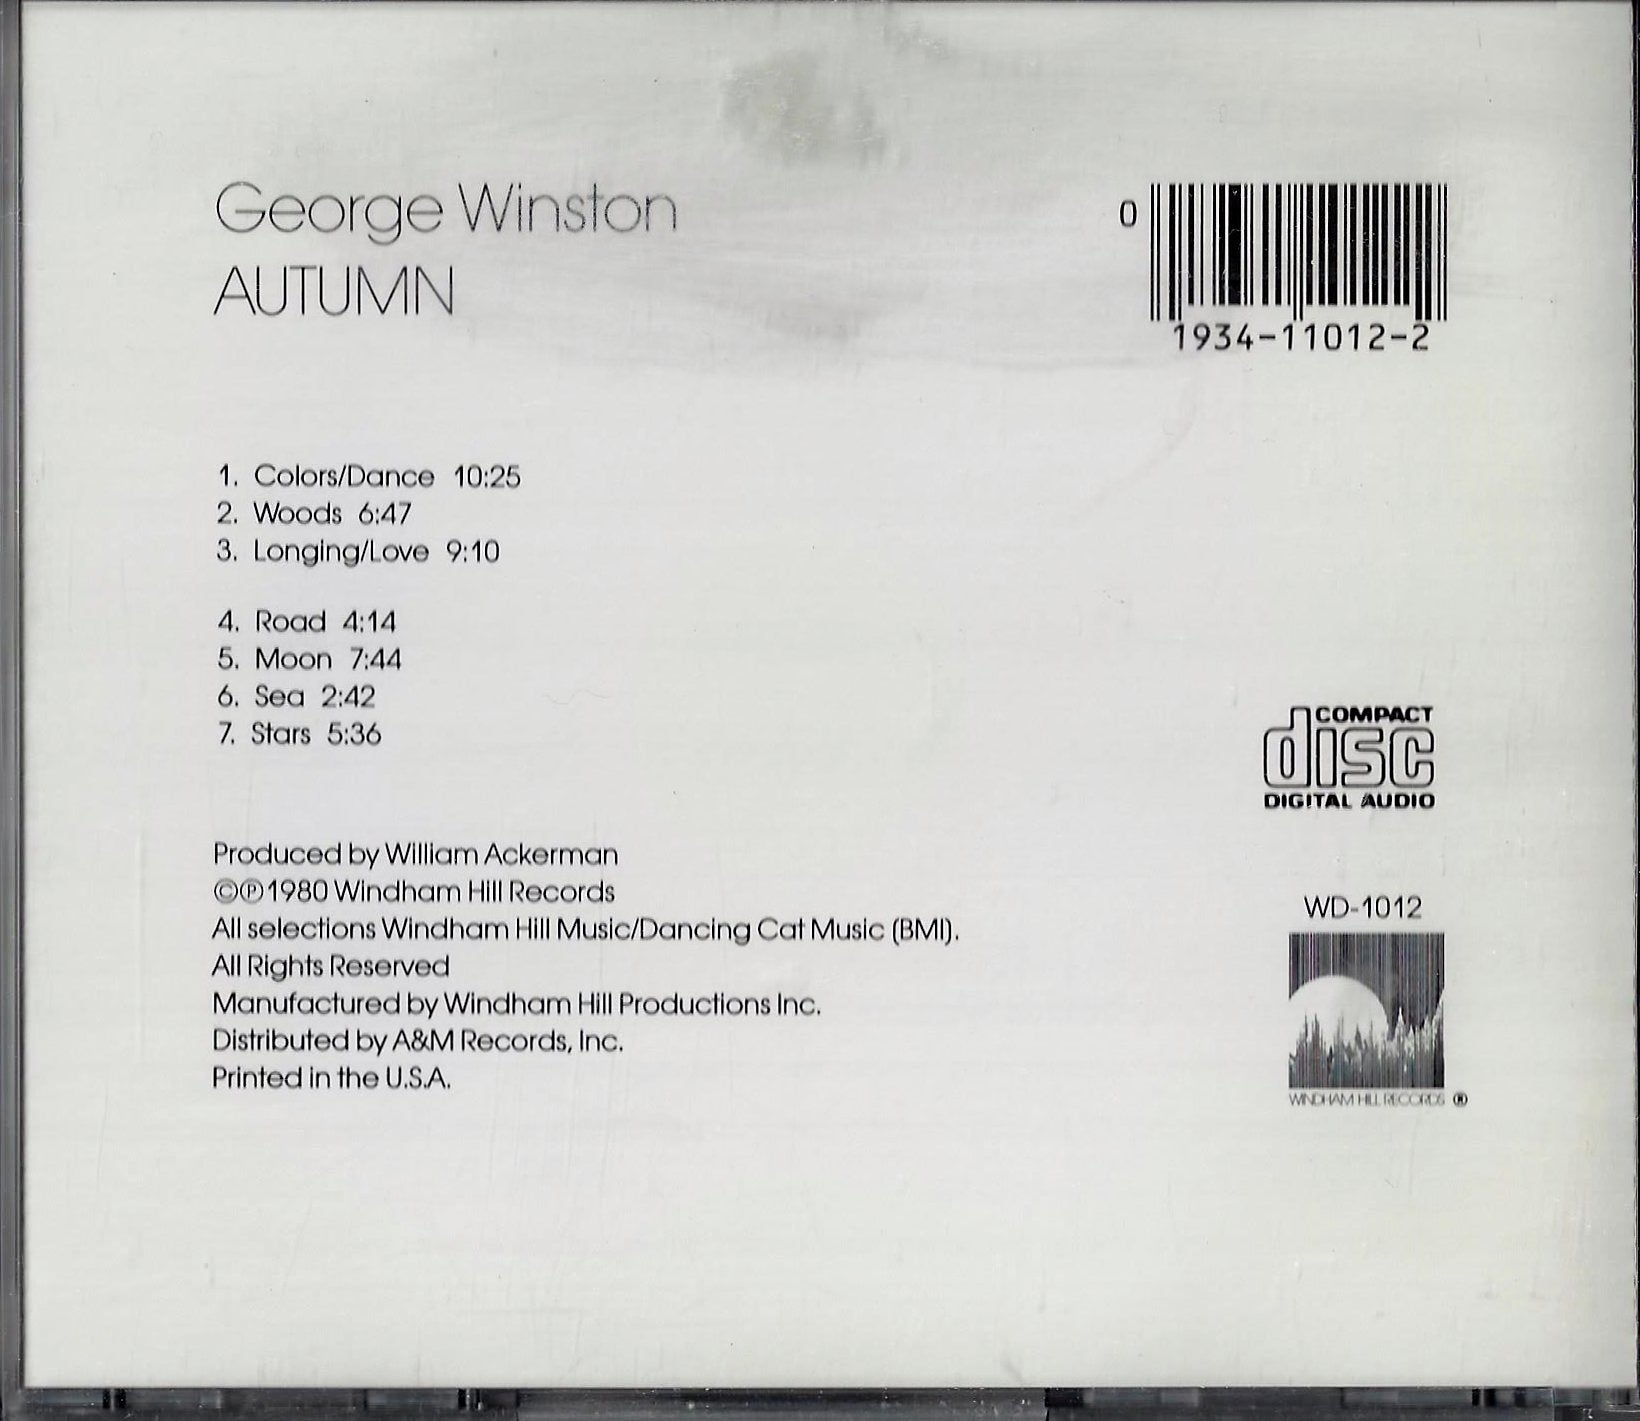 George Winston
AUTUMN
0
1934-11012-2
1. Colors/Dance 10:25
2. Woods 6:47
3. Longing/Love 9:10
4. Road 4:14
5. Moon 7:44
6. Sea 2:42
7. Stars 5:36
COMPACT
disc
DIGITAL AUDIO
Produced by William Ackerman
©℗1980 Windham Hill Records
All selections Windham Hill Music/Dancing Cat Music (BMI).
All Rights Reserved
Manufactured by Windham Hill Productions Inc.
Distributed by A&M Records, Inc.
Printed in the U.S.A.
WD-1012
WINDHAM HILL RECORDS ®